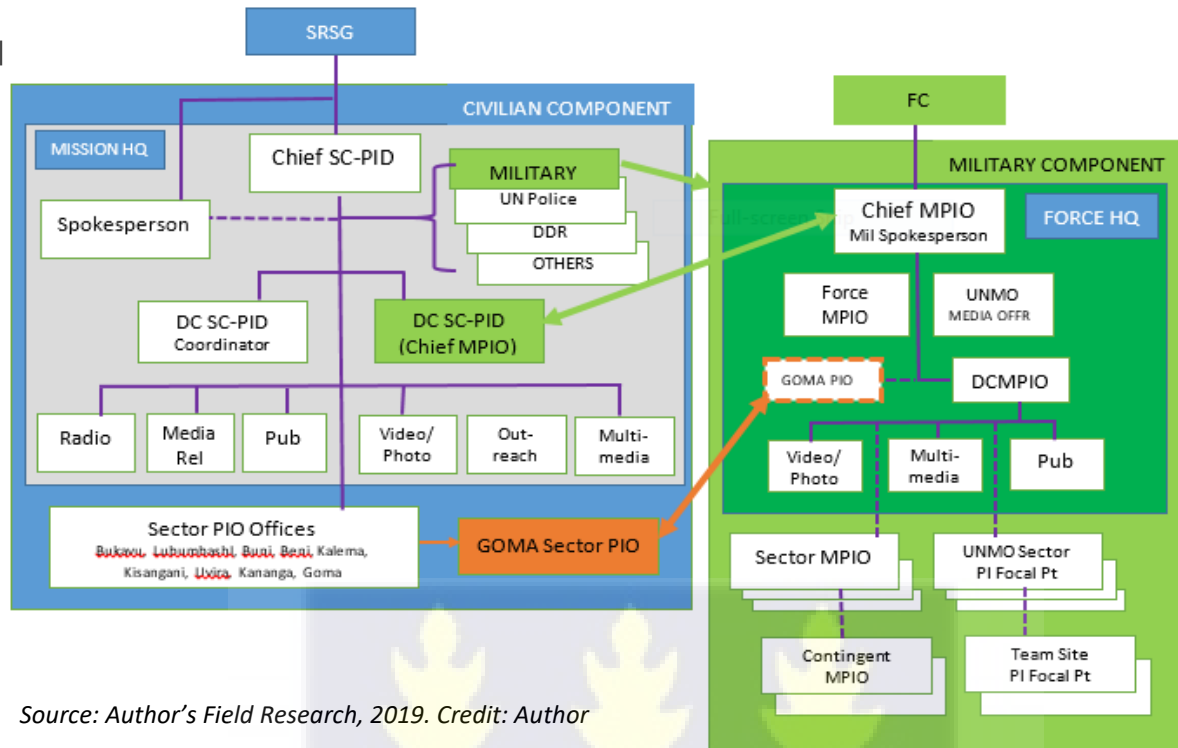 SRSG
CIVILIAN COMPONENT
MISSION HQ
Chief SC-PID
Spokesperson
MILITARY
UN Police
DDR
OTHERS
DC SC-PID
Coordinator
DC SC-PID
(Chief MPIO)
Radio
Media
Rel
Pub
Video/
Photo
Out-
reach
Multi-
media
Sector PIO Offices
Bukavu, Lubumbashi, Buni, Beni, Kalema,
Kisangani, Uvira, Kananga, Goma
GOMA Sector PIO
FC
MILITARY COMPONENT
Chief MPIO
Mil Spokesperson
FORCE HQ
Force
MPIO
UNMO
MEDIA OFFR
GOMA PIO
DCMPIO
Video/
Photo
Multi-
media
Pub
Sector MPIO
UNMO Sector
PI Focal Pt
Contingent
MPIO
Team Site
PI Focal Pt
Source: Author's Field Research, 2019. Credit: Author